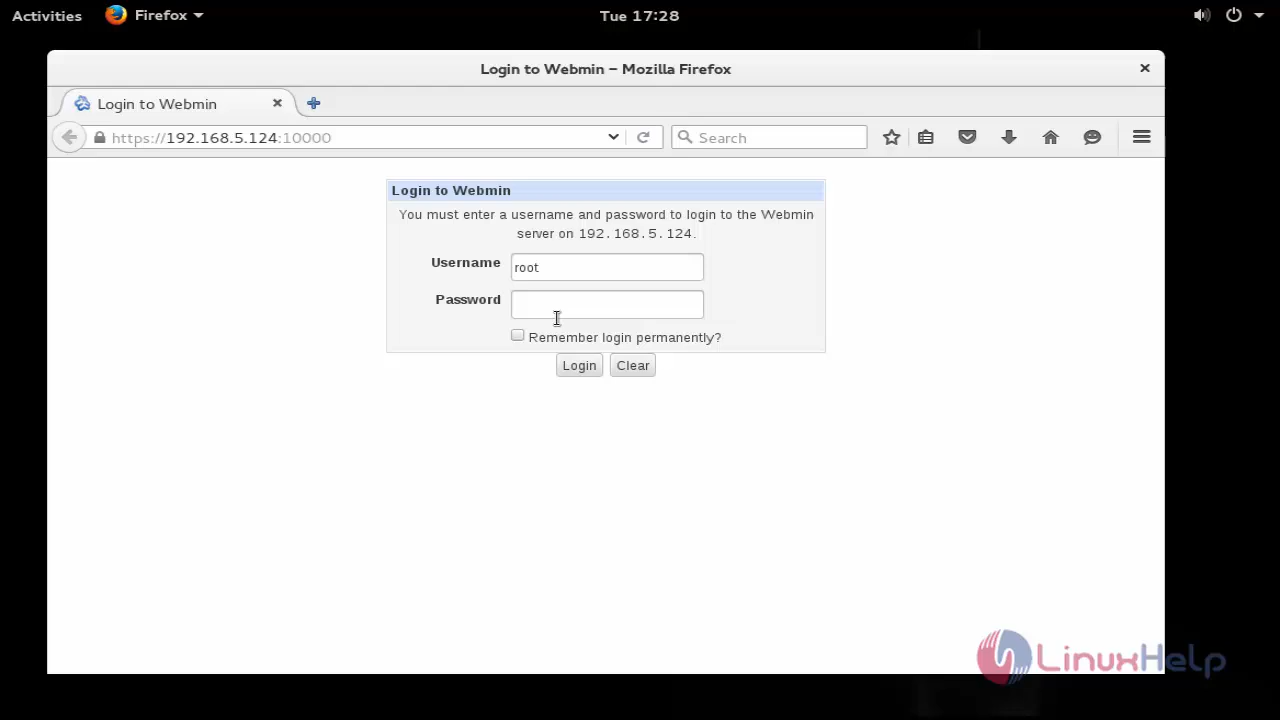 Activities Firefox Tue 17:28
Login to Webmin – Mozilla Firefox
Login to Webmin
https://192.168.5.124:10000 Search
Login to Webmin
You must enter a username and password to login to the Webmin
server on 192.168.5.124.
Username root
Password
Remember login permanently?
Login Clear
LinuxHelp